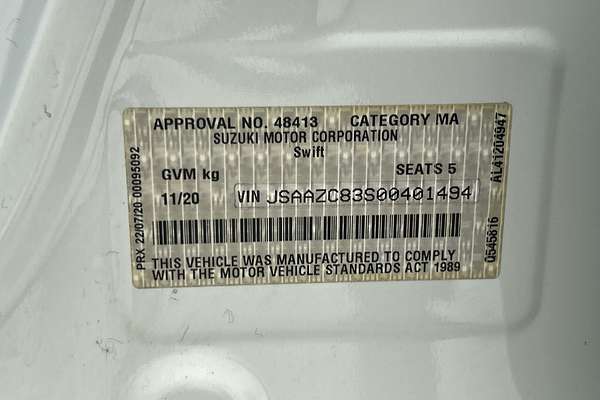 APPROVAL NO. 48413 CATEGORY MA
SUZUKI MOTOR CORPORATION
Swift
GVM kg SEATS 5
11/20 VIN JSAAZC83S00401494
THIS VEHICLE WAS MANUFACTURED TO COMPLY
WITH THE MOTOR VEHICLE STANDARDS ACT 1989
PRX 22/07/20 00095092
AL41204947
0545816